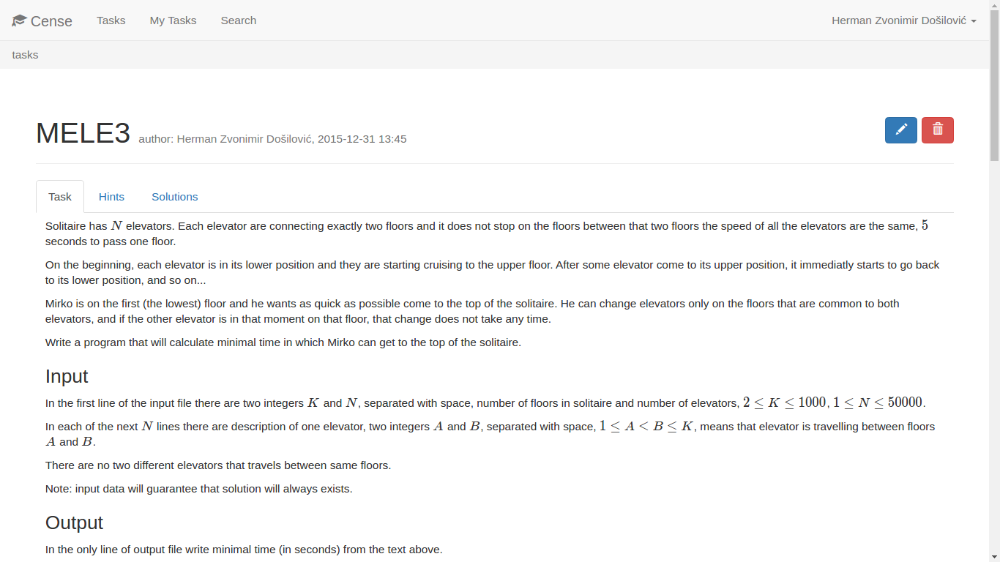 Cense Tasks My Tasks Search Herman Zvonimir Došilović
tasks
MELE3 author: Herman Zvonimir Došilović, 2015-12-31 13:45
Task Hints Solutions
Solitaire has N elevators. Each elevator are connecting exactly two floors and it does not stop on the floors between that two floors the speed of all the elevators are the same, 5
seconds to pass one floor.
On the beginning, each elevator is in its lower position and they are starting cruising to the upper floor. After some elevator come to its upper position, it immediatly starts to go back
to its lower position, and so on...
Mirko is on the first (the lowest) floor and he wants as quick as possible come to the top of the solitaire. He can change elevators only on the floors that are common to both
elevators, and if the other elevator is in that moment on that floor, that change does not take any time.
Write a program that will calculate minimal time in which Mirko can get to the top of the solitaire.
Input
In the first line of the input file there are two integers K and N, separated with space, number of floors in solitaire and number of elevators, 2 ≤ K ≤ 1000, 1 ≤ N ≤ 50000.
In each of the next N lines there are description of one elevator, two integers A and B, separated with space, 1 ≤ A < B ≤ K, means that elevator is travelling between floors
A and B.
There are no two different elevators that travels between same floors.
Note: input data will guarantee that solution will always exists.
Output
In the only line of output file write minimal time (in seconds) from the text above.